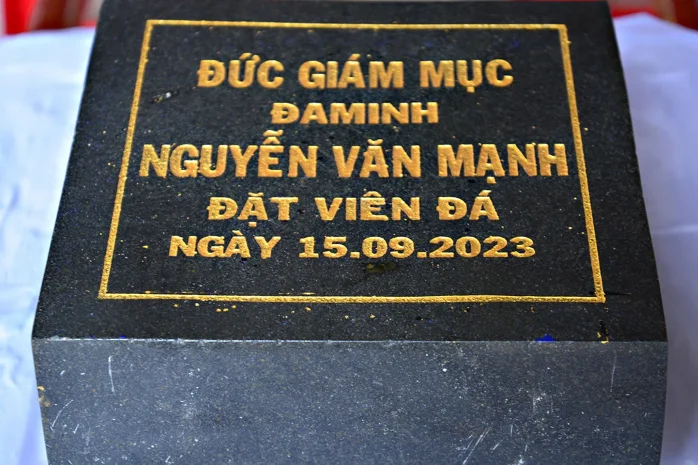 ĐỨC GIÁM MỤC
ĐAMINH
NGUYỄN VĂN MẠNH
ĐẶT VIÊN ĐÁ
NGÀY 15.09.2023